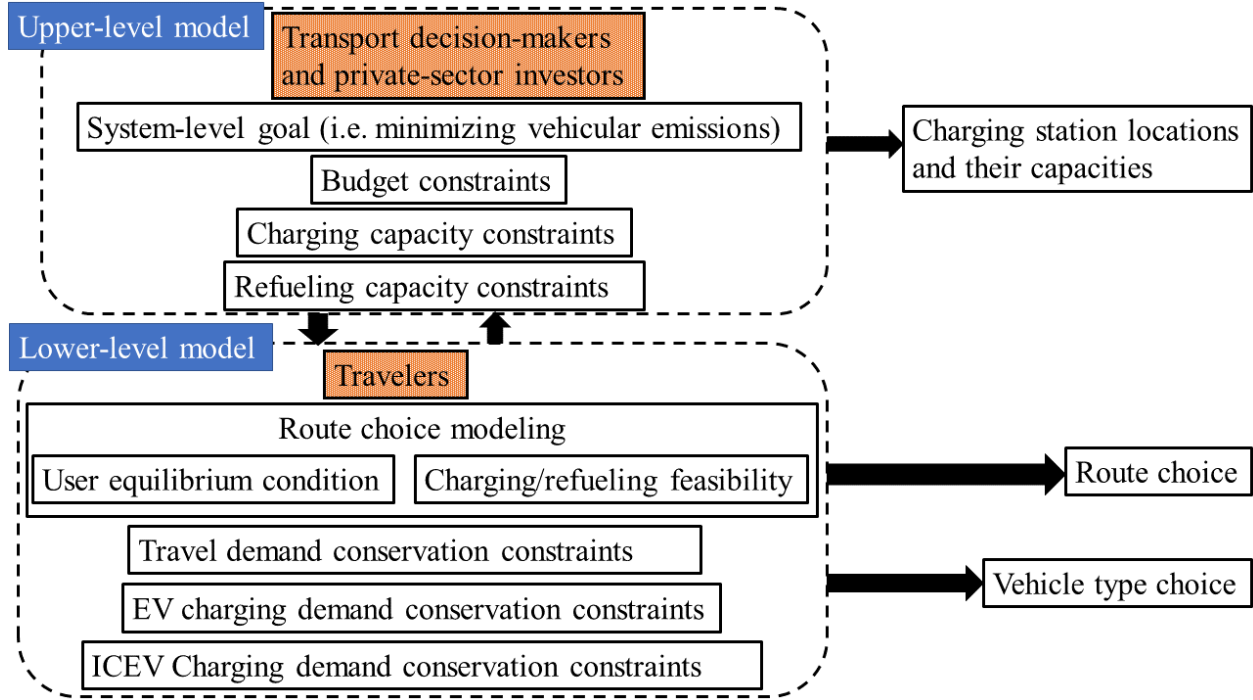 Upper-level model
Transport decision-makers
and private-sector investors
System-level goal (i.e. minimizing vehicular emissions)
Budget constraints
Charging capacity constraints
Refueling capacity constraints
Charging station locations
and their capacities
Lower-level model
Travelers
Route choice modeling
User equilibrium condition
Charging/refueling feasibility
Travel demand conservation constraints
EV charging demand conservation constraints
ICEV Charging demand conservation constraints
Route choice
Vehicle type choice